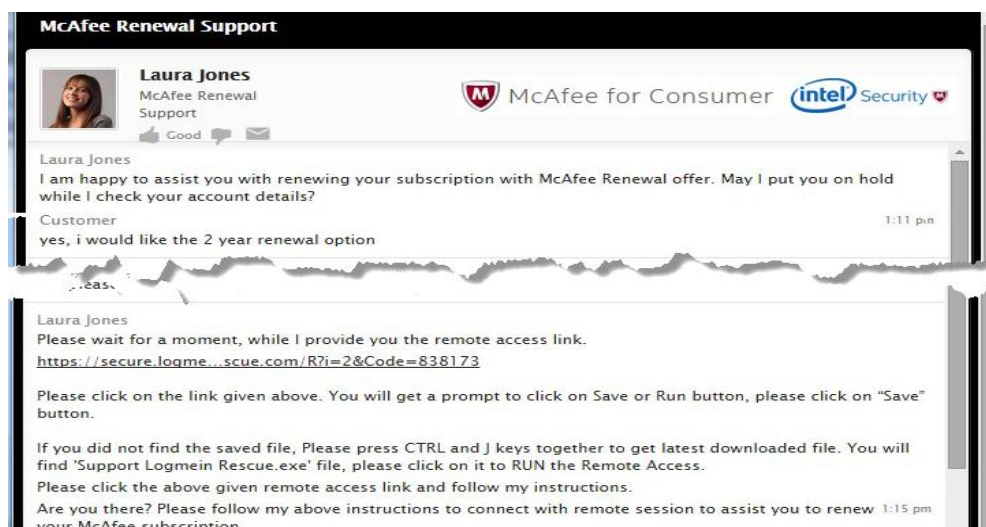 McAfee Renewal Support
Laura Jones
McAfee Renewal
Support
Good
McAfee for Consumer
intel Security
Laura Jones
I am happy to assist you with renewing your subscription with McAfee Renewal offer. May I put you on hold
while I check your account details?
Customer 1:11 pm
yes, i would like the 2 year renewal option
Laura Jones
Please wait for a moment, while I provide you the remote access link.
https://secure.logme...scue.com/R?i=2&Code=838173
Please click on the link given above. You will get a prompt to click on Save or Run button, please click on “Save”
button.
If you did not find the saved file, Please press CTRL and J keys together to get latest downloaded file. You will
find 'Support Logmein Rescue.exe' file, please click on it to RUN the Remote Access.
Please click the above given remote access link and follow my instructions.
Are you there? Please follow my above instructions to connect with remote session to assist you to renew 1:15 pm
your McAfee subscription